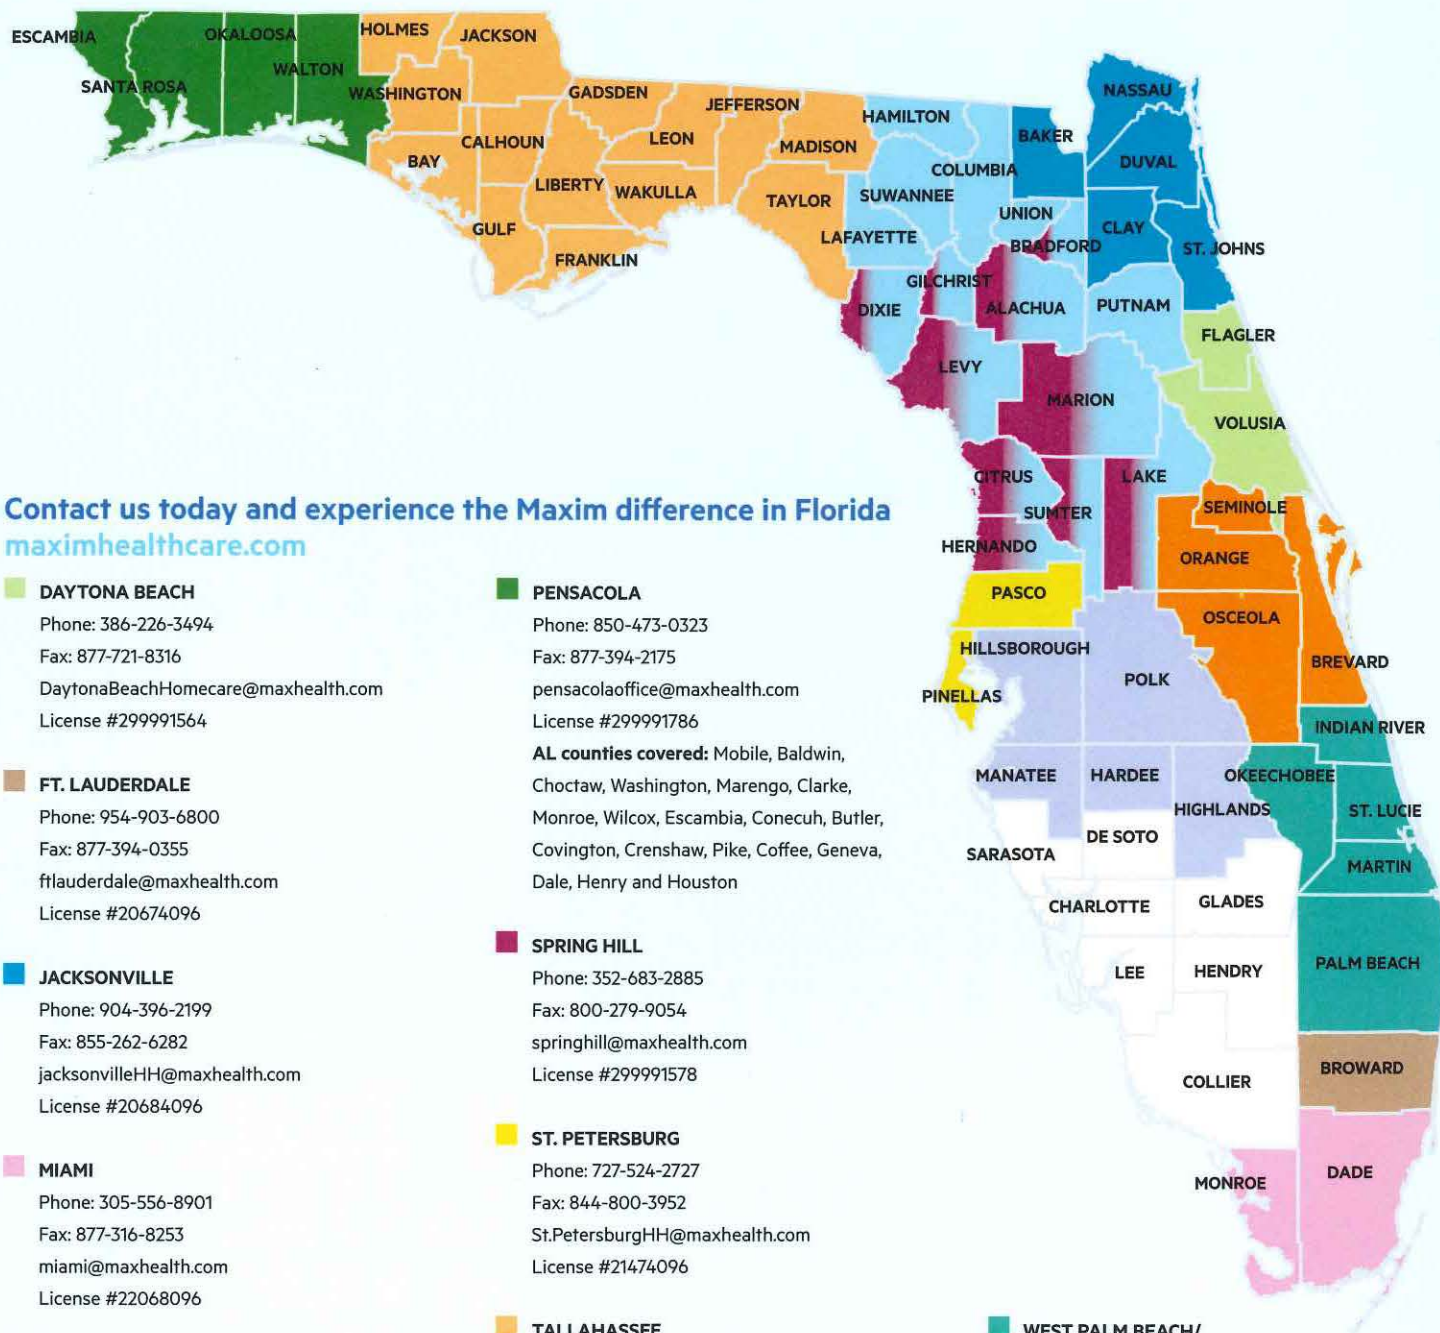 ESCAMBIA
SANTA ROSA
OKALOOSA
WALTON
HOLMES
JACKSON
WASHINGTON
BAY
CALHOUN
GULF
LIBERTY
FRANKLIN
GADSDEN
LEON
WAKULLA
JEFFERSON
MADISON
TAYLOR
HAMILTON
SUWANNEE
LAFAYETTE
COLUMBIA
BAKER
NASSAU
DUVAL
UNION
BRADFORD
CLAY
ST. JOHNS
DIXIE
GILCHRIST
ALACHUA
PUTNAM
FLAGLER
LEVY
MARION
VOLUSIA
CITRUS
SUMTER
LAKE
SEMINOLE
HERNANDO
ORANGE
PASCO
OSCEOLA
HILLSBOROUGH
POLK
BREVARD
PINELLAS
INDIAN RIVER
MANATEE
HARDEE
HIGHLANDS
OKEECHOBEE
ST. LUCIE
SARASOTA
DE SOTO
MARTIN
CHARLOTTE
GLADES
LEE
HENDRY
PALM BEACH
COLLIER
BROWARD
MONROE
DADE
Contact us today and experience the Maxim difference in Florida
maximhealthcare.com
DAYTONA BEACH
Phone: 386-226-3494
Fax: 877-721-8316
DaytonaBeachHomecare@maxhealth.com
License #299991564
FT. LAUDERDALE
Phone: 954-903-6800
Fax: 877-394-0355
ftlauderdale@maxhealth.com
License #20674096
JACKSONVILLE
Phone: 904-396-2199
Fax: 855-262-6282
jacksonvilleHH@maxhealth.com
License #20684096
MIAMI
Phone: 305-556-8901
Fax: 877-316-8253
miami@maxhealth.com
License #22068096
PENSACOLA
Phone: 850-473-0323
Fax: 877-394-2175
pensacolaoffice@maxhealth.com
License #299991786
AL counties covered: Mobile, Baldwin,
Choctaw, Washington, Marengo, Clarke,
Monroe, Wilcox, Escambia, Conecuh, Butler,
Covington, Crenshaw, Pike, Coffee, Geneva,
Dale, Henry and Houston
SPRING HILL
Phone: 352-683-2885
Fax: 800-279-9054
springhill@maxhealth.com
License #299991578
ST. PETERSBURG
Phone: 727-524-2727
Fax: 844-800-3952
St.PetersburgHH@maxhealth.com
License #21474096
TALLAHASSEE
WEST PALM BEACH/